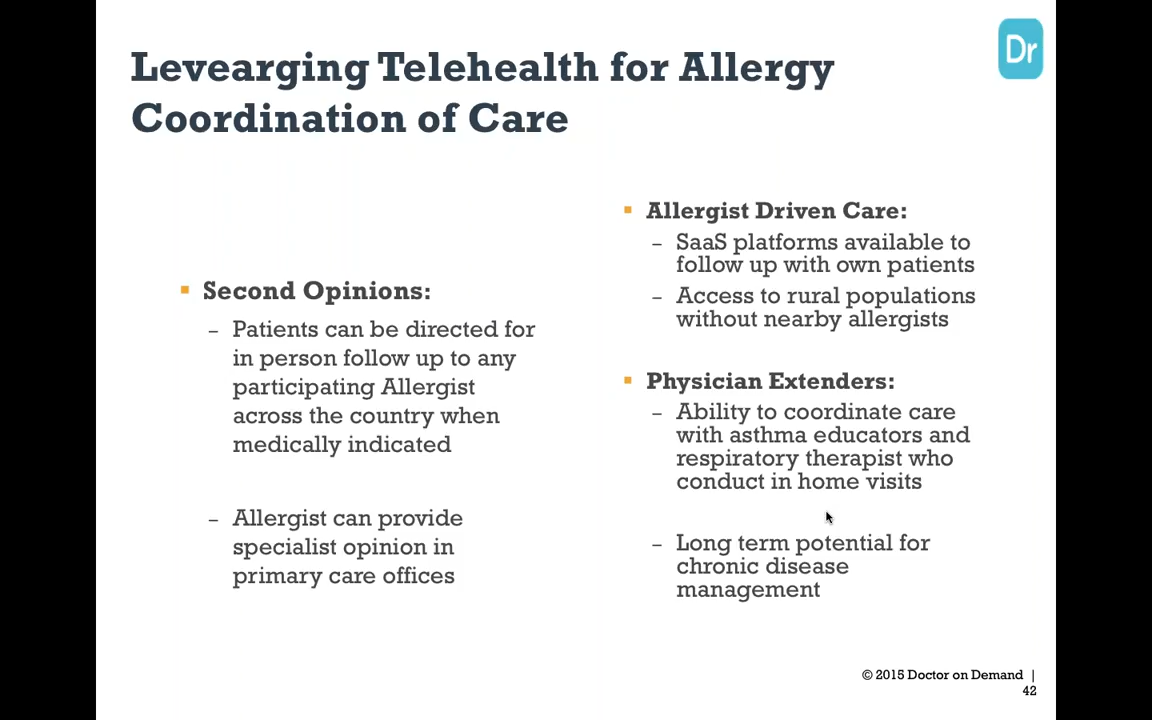 Levearging Telehealth for Allergy
Coordination of Care
Dr
▪ Second Opinions:
– Patients can be directed for
in person follow up to any
participating Allergist
across the country when
medically indicated
– Allergist can provide
specialist opinion in
primary care offices
▪ Allergist Driven Care:
– SaaS platforms available to
follow up with own patients
– Access to rural populations
without nearby allergists
▪ Physician Extenders:
– Ability to coordinate care
with asthma educators and
respiratory therapist who
conduct in home visits
– Long term potential for
chronic disease
management
© 2015 Doctor on Demand |
42